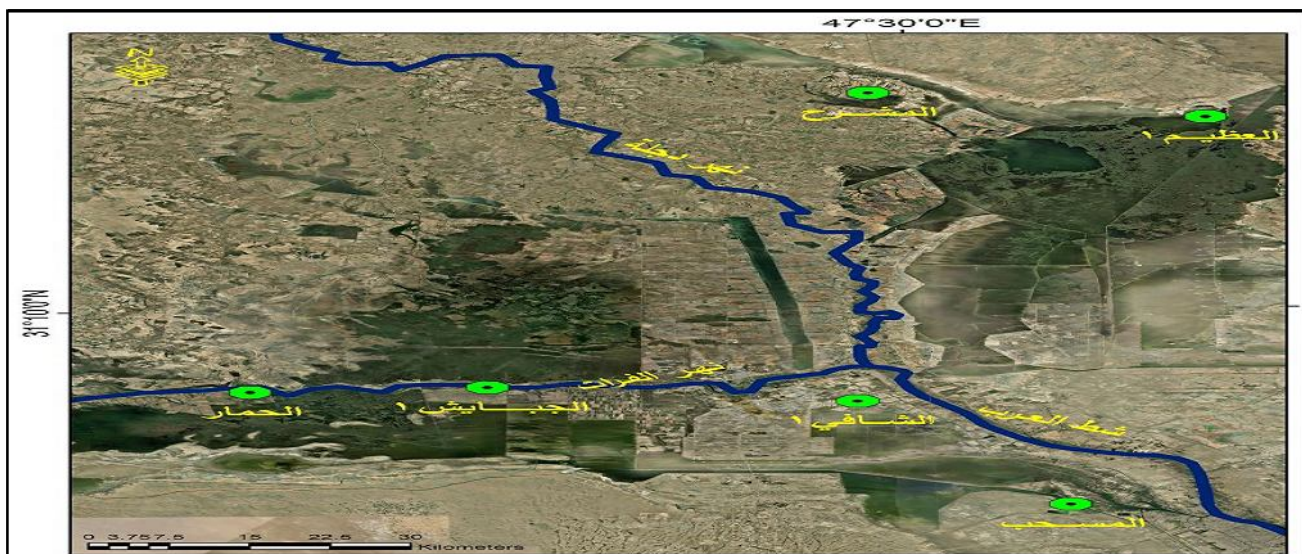 47°30'0"E
المشرح
العظيم ١
نهر دجلة
31°10'0"N
نهر الفرات
الحمار
الجبايش ١
الشافي ١
شط العرب
المسحب
0 3.75 7.5 15 22.5 30
Kilometers